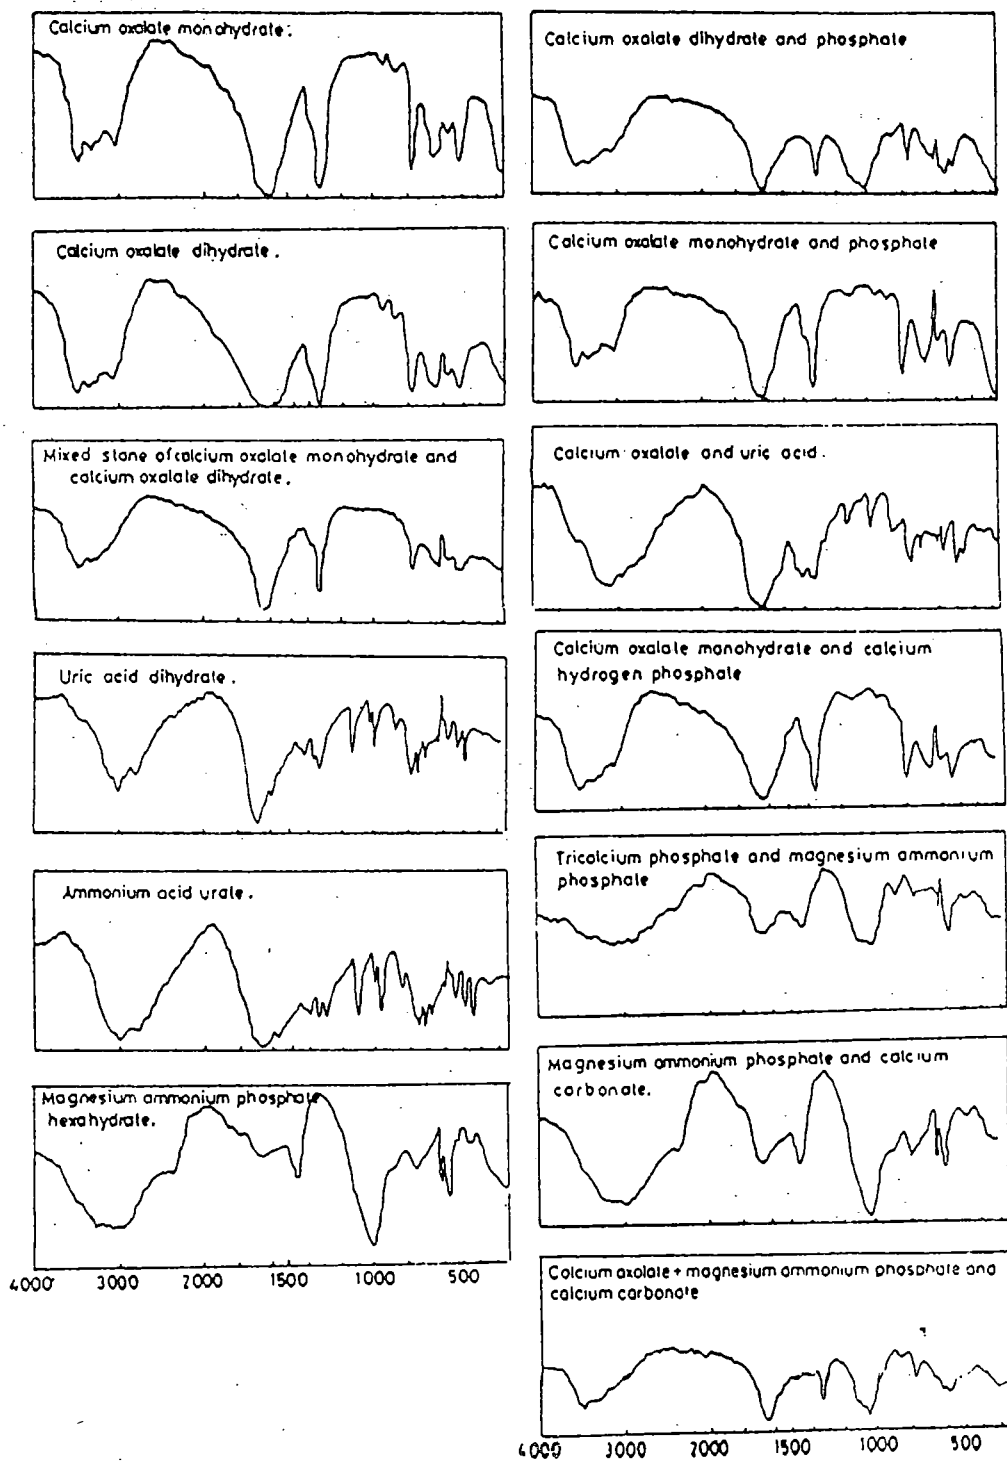 Calcium oxalate monohydrate:
Calcium oxalate dihydrate.
Mixed stone of calcium oxalate monohydrate and
calcium oxalate dihydrate.
Uric acid dihydrate.
Ammonium acid urate.
Magnesium ammonium phosphate
hexahydrate.
4000 3000 2000 1500 1000 500
Calcium oxalate dihydrate and phosphate
Calcium oxalate monohydrate and phosphate
Calcium oxalate and uric acid.
Calcium oxalate monohydrate and calcium
hydrogen phosphate
Tricalcium phosphate and magnesium ammonium
phosphate
Magnesium ammonium phosphate and calcium
carbonate.
Calcium oxalate + magnesium ammonium phosphate and
calcium carbonate
4000 3000 2000 1500 1000 500